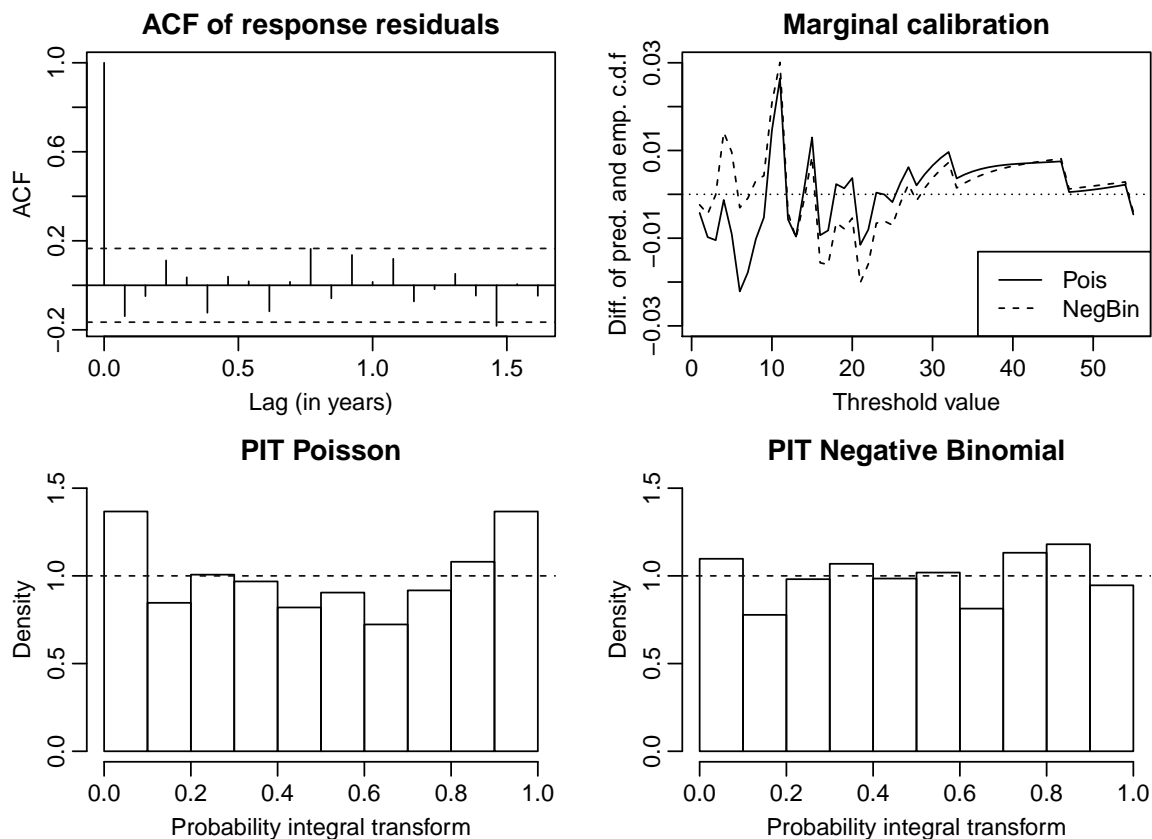 ACF of response residuals
ACF
1.0
0.6
0.2
−0.2
0.0 0.5 1.0 1.5
Lag (in years)
Marginal calibration
Diff. of pred. and emp. c.d.f
0.03
0.01
−0.01
−0.03
0 10 20 30 40 50
Threshold value
Pois
NegBin
PIT Poisson
Density
1.5
1.0
0.5
0.0
0.0 0.2 0.4 0.6 0.8 1.0
Probability integral transform
PIT Negative Binomial
Density
1.5
1.0
0.5
0.0
0.0 0.2 0.4 0.6 0.8 1.0
Probability integral transform